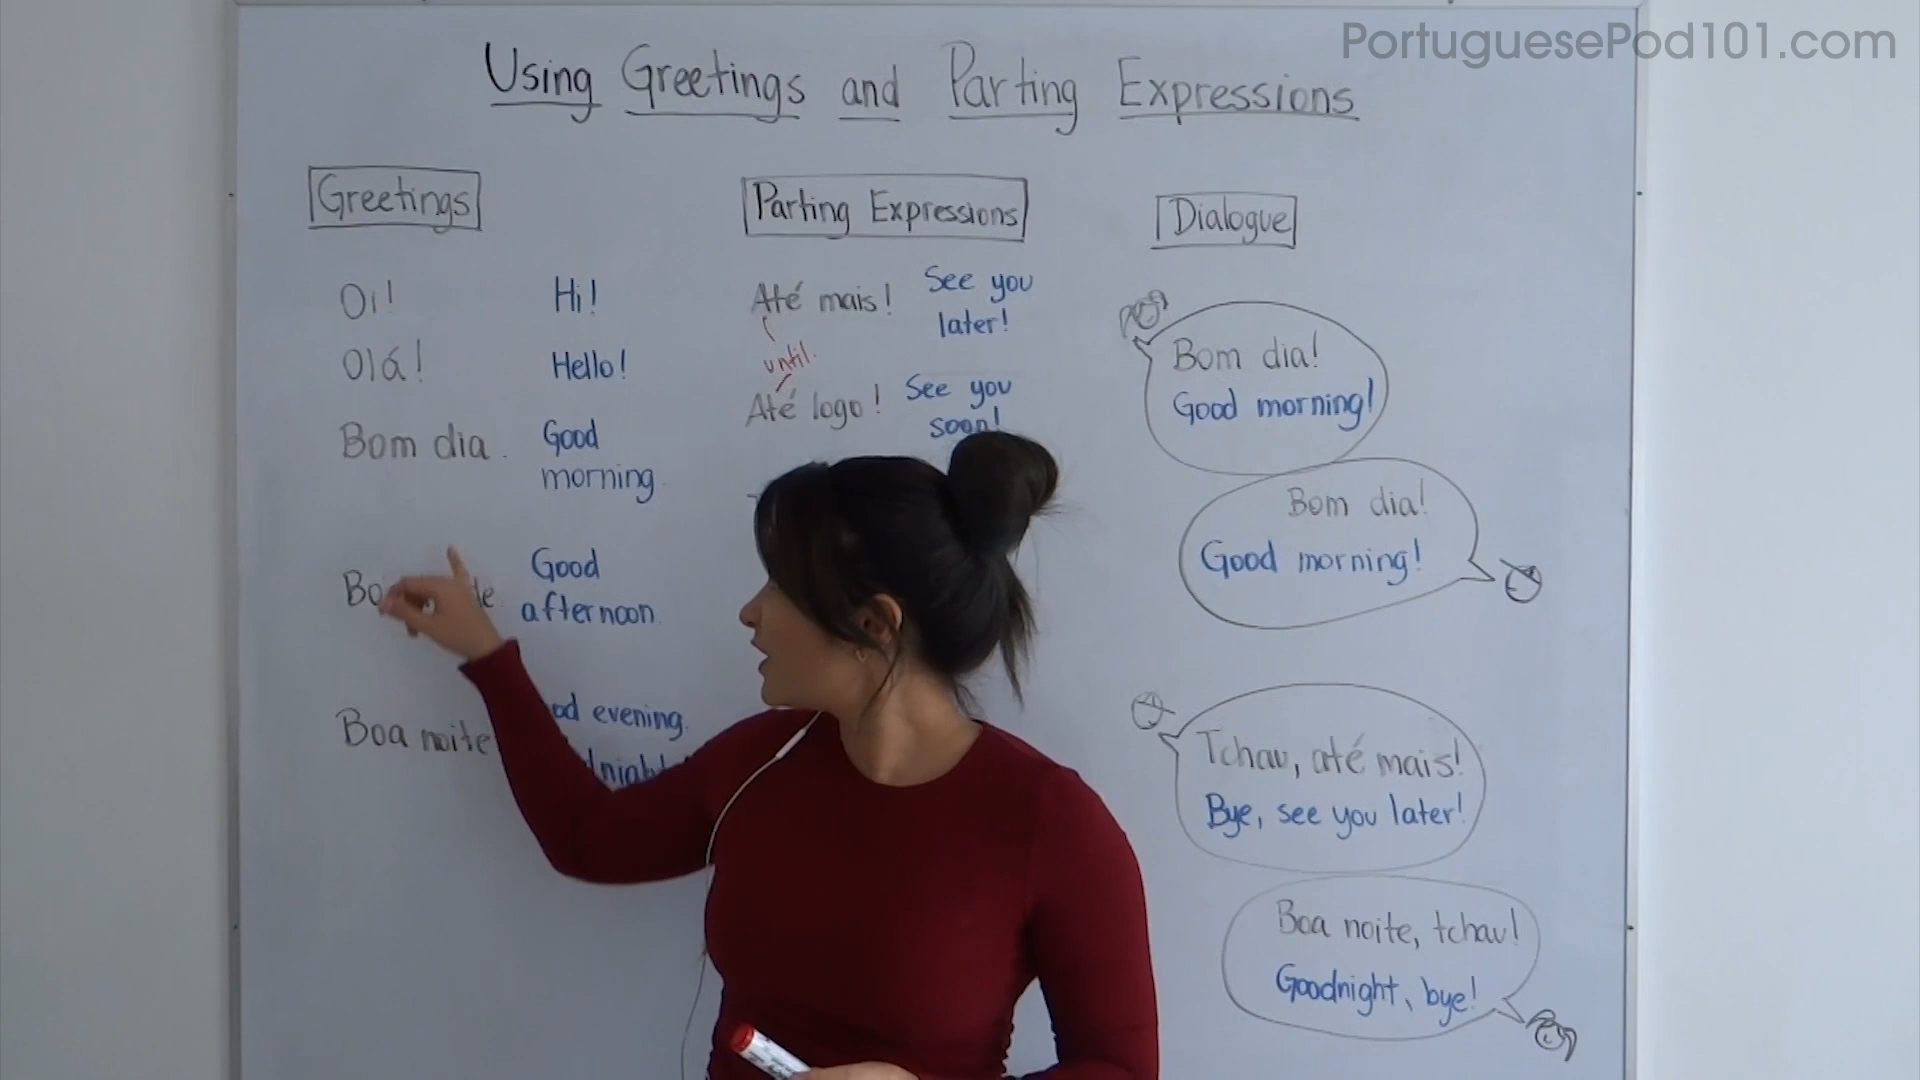 PortuguesePod101.com
Using Greetings and Parting Expressions
Greetings
Oi! Hi!
Olá! Hello!
Bom dia. Good
morning.
Good
afternoon.
Boa noite evening.
Parting Expressions
Até mais! See you
later!
until.
Até logo! See you
soon!
Dialogue
Bom dia!
Good morning!
Bom dia!
Good morning!
Tchau, até mais!
Bye, see you later!
Boa noite, tchau!
Goodnight, bye!